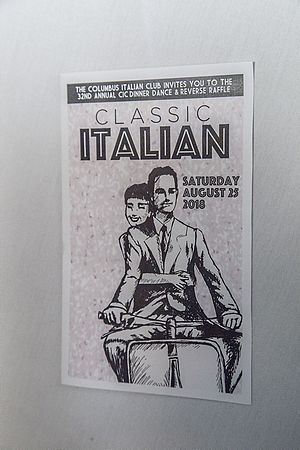 THE COLUMBUS ITALIAN CLUB INVITES YOU TO THE
32ND ANNUAL CIC DINNER DANCE & REVERSE RAFFLE
CLASSIC
ITALIAN
SATURDAY
AUGUST 25
2018